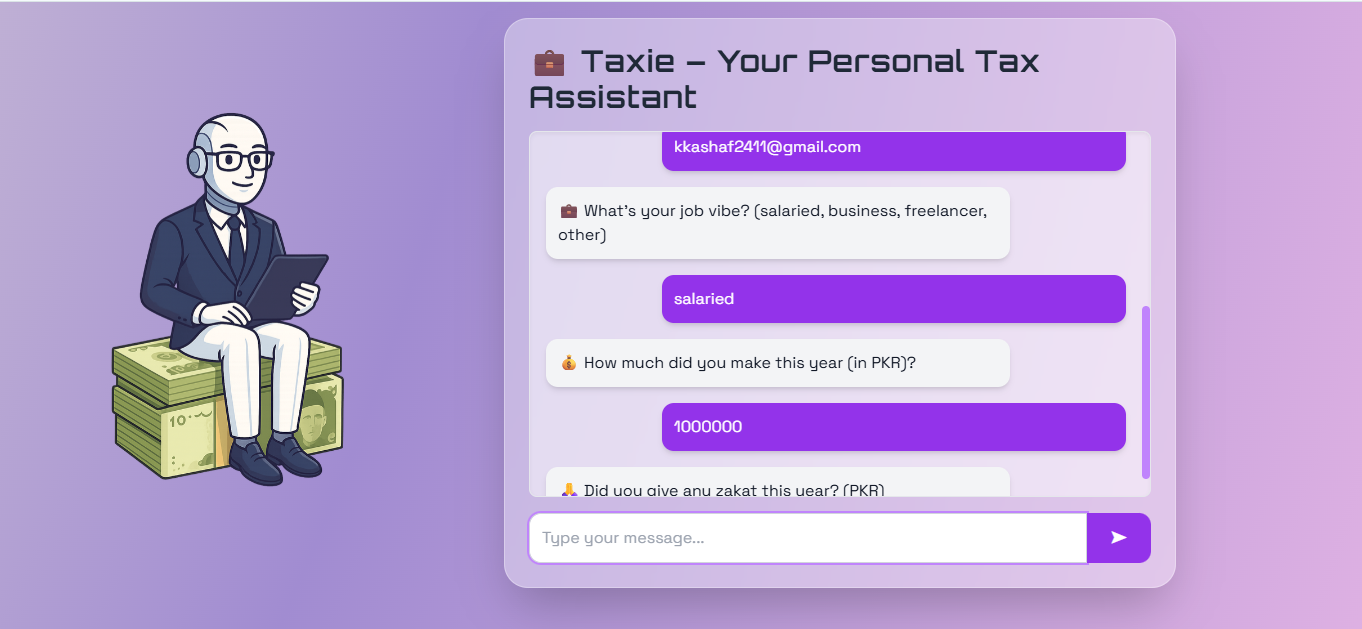 💼 Taxie – Your Personal Tax
Assistant
kkashaf2411@gmail.com
💼 What's your job vibe? (salaried, business, freelancer,
other)
salaried
💰 How much did you make this year (in PKR)?
1000000
🙏 Did you give any zakat this year? (PKR)
Type your message...
10